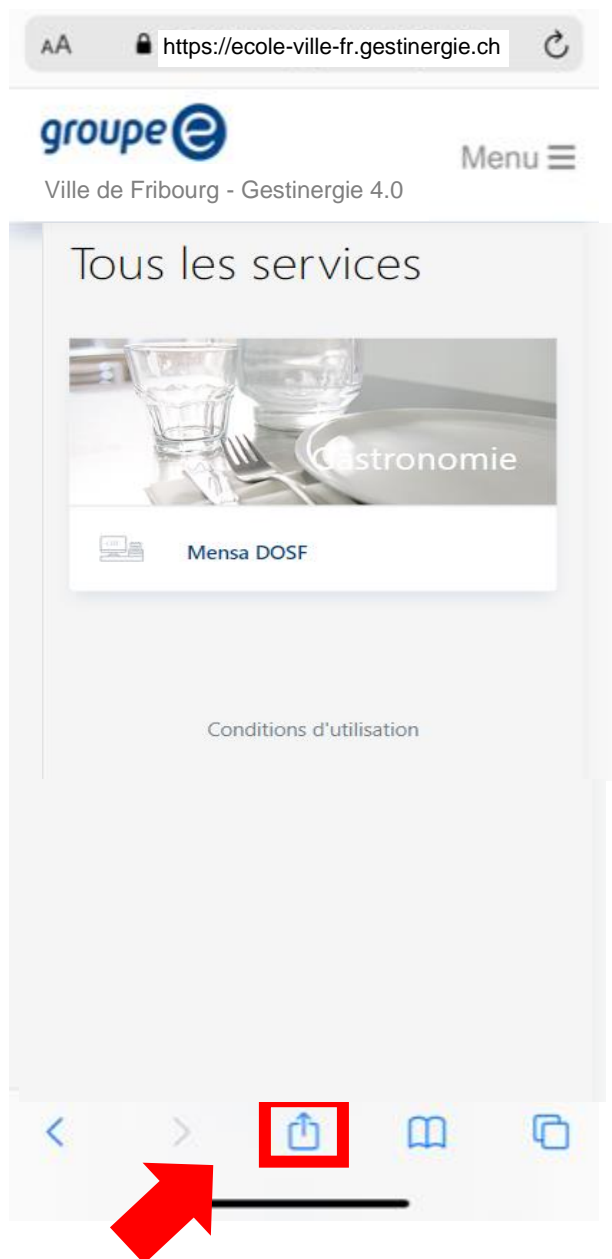 AA https://ecole-ville-fr.gestinergie.ch
groupe e
Menu
Ville de Fribourg - Gestinergie 4.0
Tous les services
Gastronomie
Mensa DOSF
Conditions d'utilisation